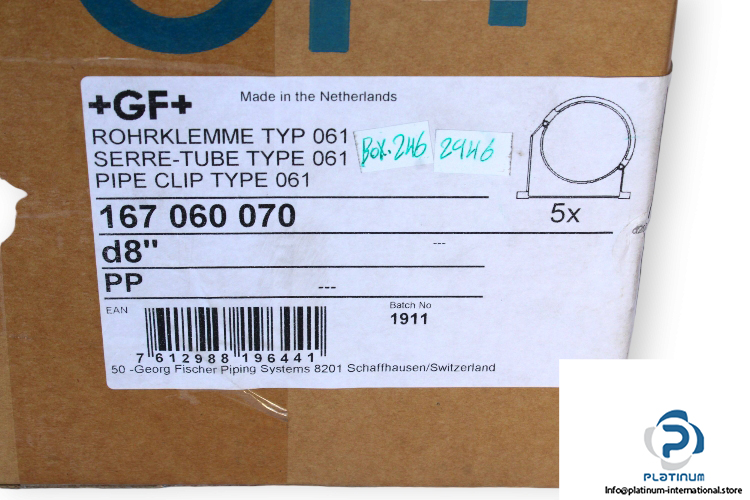 +GF+
Made in the Netherlands
ROHRKLEMME TYP 061
SERRE-TUBE TYPE 061
PIPE CLIP TYPE 061
Box.246
2946
5x
167 060 070
d8"
---
PP
---
EAN
Batch No
1911
7 612988 196441
50 -Georg Fischer Piping Systems 8201 Schaffhausen/Switzerland
PLATINUM
Info@platinum-international.store